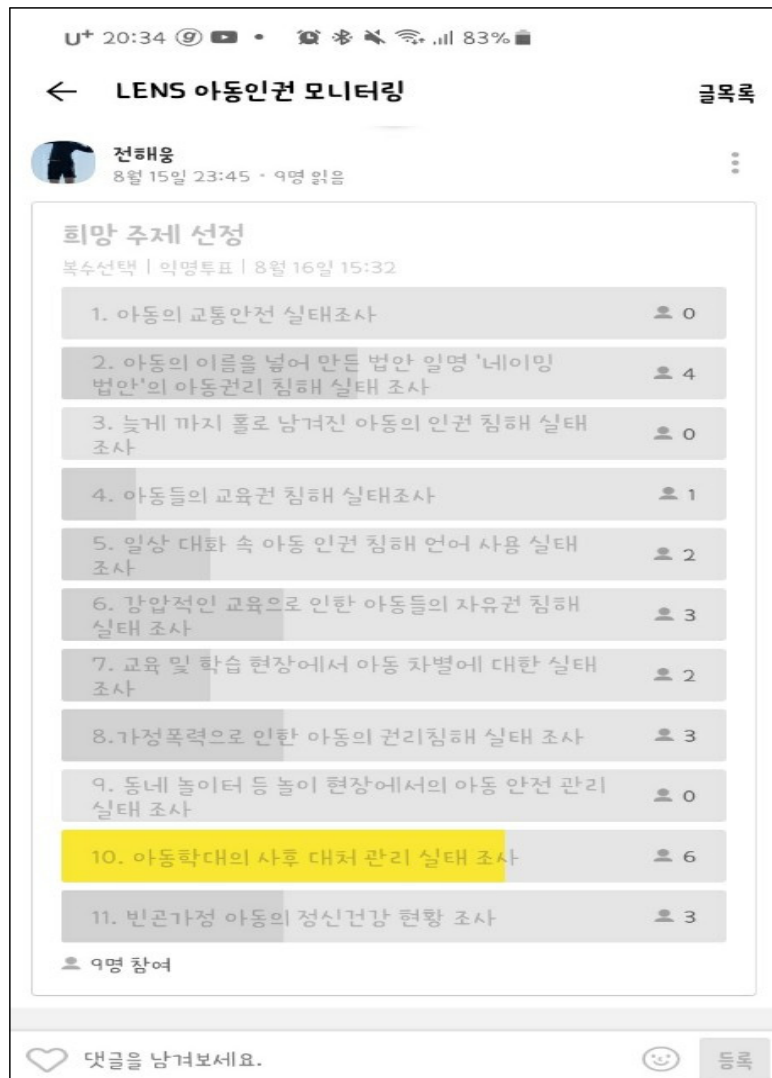 U+ 20:34 83%
LENS 아동인권 모니터링 글목록
전해웅
8월 15일 23:45 · 9명 읽음
희망 주제 선정
복수선택 | 익명투표 | 8월 16일 15:32
1. 아동의 교통안전 실태조사 0
2. 아동의 이름을 넣어 만든 법안 일명 '네이밍
법안'의 아동권리 침해 실태 조사 4
3. 늦게 까지 홀로 남겨진 아동의 인권 침해 실태
조사 0
4. 아동들의 교육권 침해 실태조사 1
5. 일상 대화 속 아동 인권 침해 언어 사용 실태
조사 2
6. 강압적인 교육으로 인한 아동들의 자유권 침해
실태 조사 3
7. 교육 및 학습 현장에서 아동 차별에 대한 실태
조사 2
8.가정폭력으로 인한 아동의 권리침해 실태 조사 3
9. 동네 놀이터 등 놀이 현장에서의 아동 안전 관리
실태 조사 0
10. 아동학대의 사후 대처 관리 실태 조사 6
11. 빈곤가정 아동의 정신건강 현황 조사 3
9명 참여
댓글을 남겨보세요. 등록